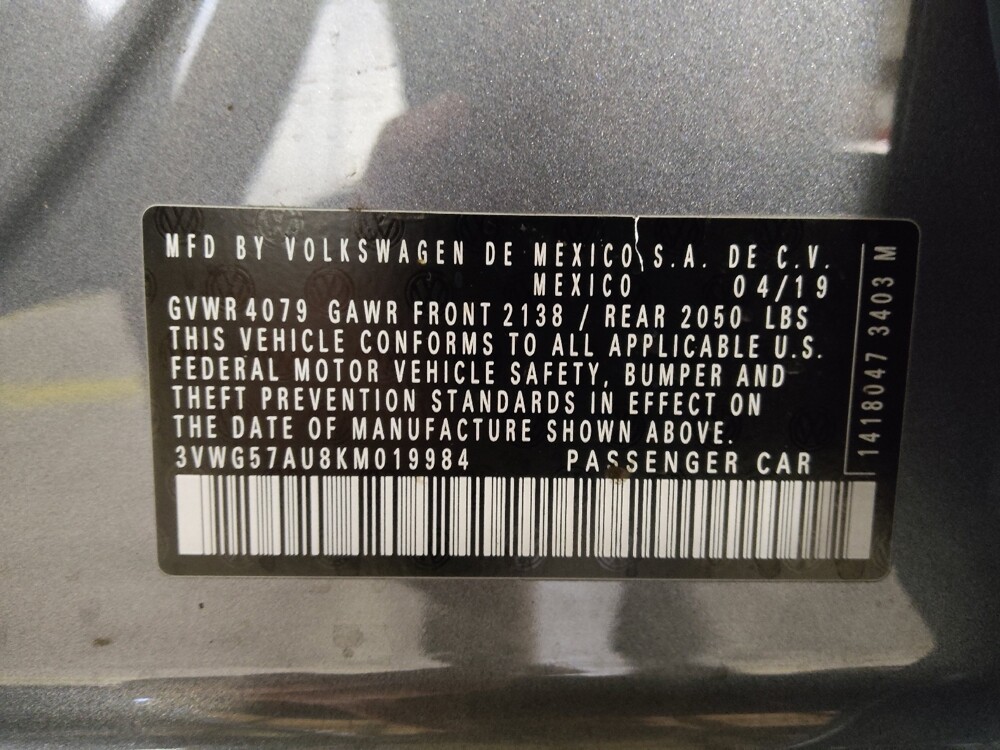 MFD BY VOLKSWAGEN DE MEXICO S.A. DE C.V.
MEXICO 04/19
GVWR 4079 GAWR FRONT 2138 / REAR 2050 LBS
THIS VEHICLE CONFORMS TO ALL APPLICABLE U.S.
FEDERAL MOTOR VEHICLE SAFETY, BUMPER AND
THEFT PREVENTION STANDARDS IN EFFECT ON
THE DATE OF MANUFACTURE SHOWN ABOVE.
3VWG57AU8KM019984 PASSENGER CAR
1418047 3403 M